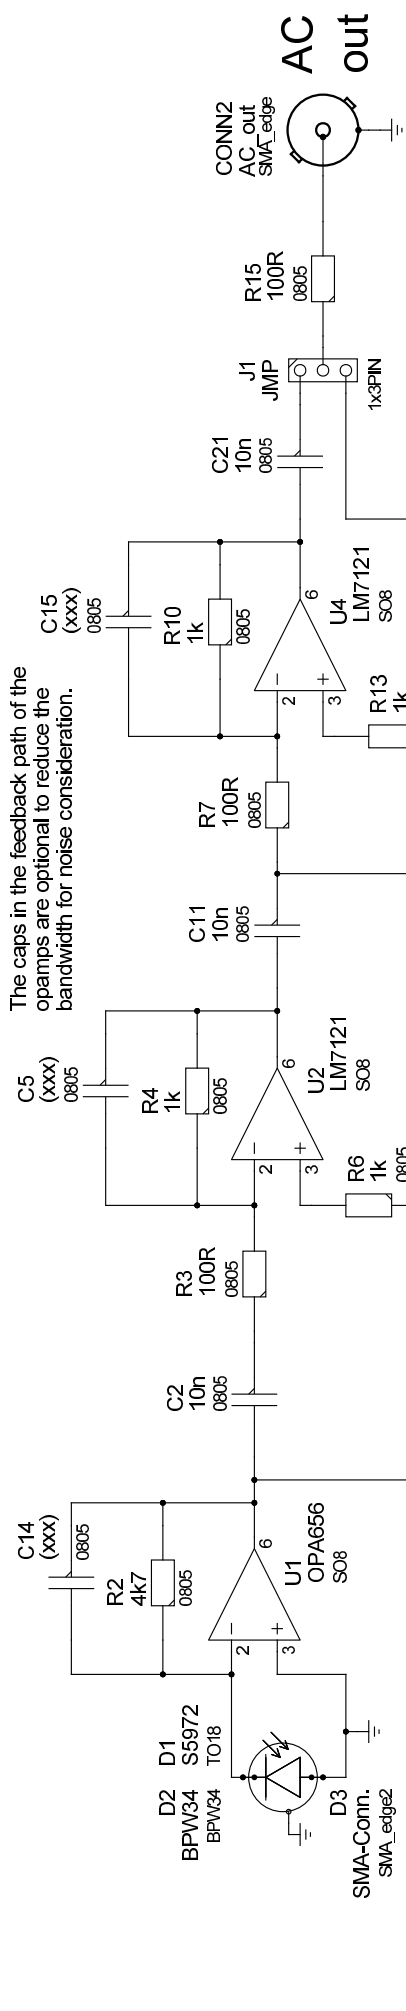 The caps in the feedback path of the
opamps are optional to reduce the
bandwidth for noise consideration.
D2
BPW34
BPW34
D1
S5972
TO18
D3
SMA-Conn.
SMA_edge2
C14
(xxx)
0805
R2
4k7
0805
−
2
+
3
6
U1
OPA656
SO8
C2
10n
0805
R3
100R
0805
C5
(xxx)
0805
R4
1k
0805
−
2
+
3
6
U2
LM7121
SO8
R6
1k
0805
C11
10n
0805
R7
100R
0805
C15
(xxx)
0805
R10
1k
0805
−
2
+
3
6
U4
LM7121
SO8
R13
1k
C21
10n
0805
J1
JMP
1x3PIN
R15
100R
0805
CONN2
AC_out
SMA_edge
AC
out